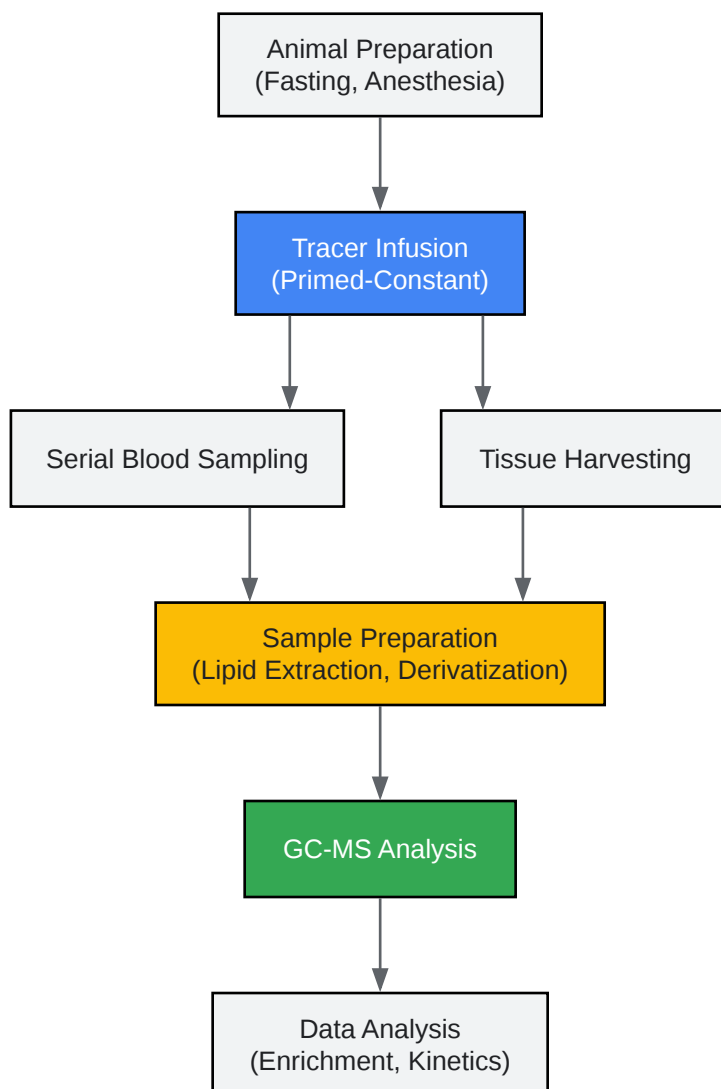 Animal Preparation
(Fasting, Anesthesia)
Tracer Infusion
(Primed-Constant)
Serial Blood Sampling
Tissue Harvesting
Sample Preparation
(Lipid Extraction, Derivatization)
GC-MS Analysis
Data Analysis
(Enrichment, Kinetics)